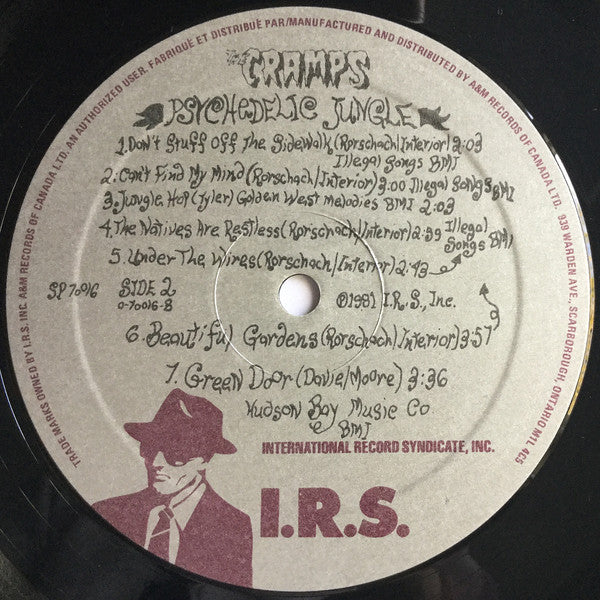 TRADE MARKS OWNED BY I.R.S. INC. A&M RECORDS OF CANADA LTD. AN AUTHORIZED USER. FABRIQUÉ ET DISTRIBUÉ PAR/MANUFACTURED AND DISTRIBUTED BY A&M RECORDS OF CANADA LTD. 939 WARDEN AVE., SCARBOROUGH, ONTARIO M1L 4C5
THE CRAMPS
PSYCHEDELIC JUNGLE
1. Don't Stuff Off The Sidewalk (Rorschach/Interior) 2:03
Illegal Songs BMI
2. Can't Find My Mind (Rorschach/Interior) 3:00 Illegal Songs BMI
3. Jungle Hop (Tyler) Golden West Melodies BMI 2:03
4. The Natives Are Restless (Rorschach/Interior) 2:59 Illegal Songs BMI
5. Under The Wires (Rorschach/Interior) 2:43
SP 70016 SIDE 2 ©1981 I.R.S., Inc.
0-70016-B
6. Beautiful Gardens (Rorschach/Interior) 3:57
7. Green Door (Davie/Moore) 3:36
Hudson Bay Music Co.
BMI
INTERNATIONAL RECORD SYNDICATE, INC.
I.R.S.